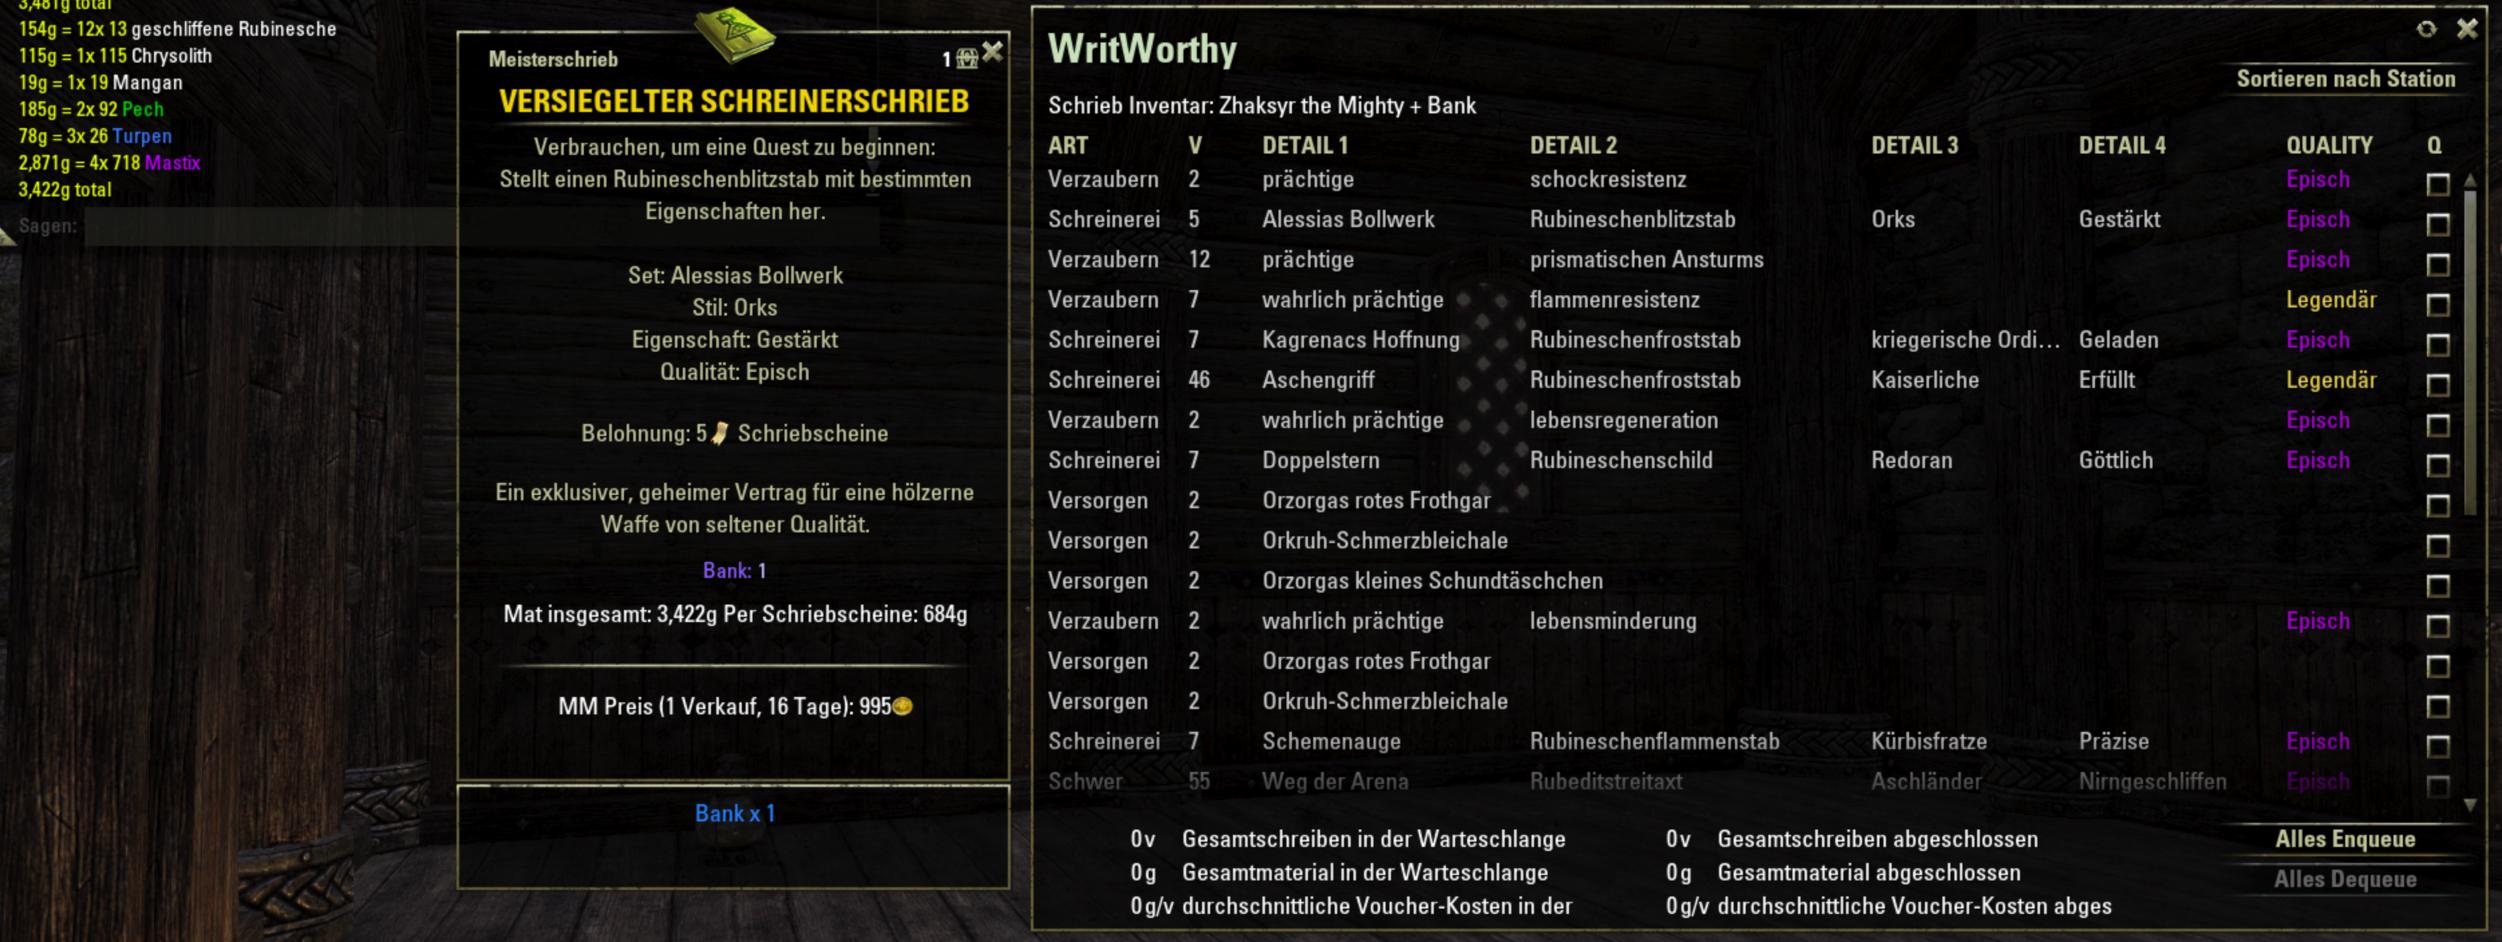 3,481g total
154g = 12x 13 geschliffene Rubinesche
115g = 1x 115 Chrysolith
19g = 1x 19 Mangan
185g = 2x 92 Pech
78g = 3x 26 Turpen
2,871g = 4x 718 Mastix
3,422g total
Sagen:
Meisterschrieb 1
VERSIEGELTER SCHREINERSCHRIEB
Verbrauchen, um eine Quest zu beginnen:
Stellt einen Rubineschenblitzstab mit bestimmten
Eigenschaften her.
Set: Alessias Bollwerk
Stil: Orks
Eigenschaft: Gestärkt
Qualität: Episch
Belohnung: 5 Schriebscheine
Ein exklusiver, geheimer Vertrag für eine hölzerne
Waffe von seltener Qualität.
Bank: 1
Mat insgesamt: 3,422g Per Schriebscheine: 684g
MM Preis (1 Verkauf, 16 Tage): 995
Bank x 1
WritWorthy
Sortieren nach Station
Schrieb Inventar: Zhaksyr the Mighty + Bank
ART V DETAIL 1 DETAIL 2 DETAIL 3 DETAIL 4 QUALITY Q
Verzaubern 2 prächtige schockresistenz Episch
Schreinerei 5 Alessias Bollwerk Rubineschenblitzstab Orks Gestärkt Episch
Verzaubern 12 prächtige prismatischen Ansturms Episch
Verzaubern 7 wahrlich prächtige flammenresistenz Legendär
Schreinerei 7 Kagrenacs Hoffnung Rubineschenfroststab kriegerische Ordi... Geladen Episch
Schreinerei 46 Aschengriff Rubineschenfroststab Kaiserliche Erfüllt Legendär
Verzaubern 2 wahrlich prächtige lebensregeneration Episch
Schreinerei 7 Doppelstern Rubineschenschild Redoran Göttlich Episch
Versorgen 2 Orzorgas rotes Frothgar
Versorgen 2 Orkruh-Schmerzbleichale
Versorgen 2 Orzorgas kleines Schundtäschchen
Verzaubern 2 wahrlich prächtige lebensminderung Episch
Versorgen 2 Orzorgas rotes Frothgar
Versorgen 2 Orkruh-Schmerzbleichale
Schreinerei 7 Schemenauge Rubineschenflammenstab Kürbisfratze Präzise Episch
Schwer 55 Weg der Arena Rubeditstreitaxt Aschländer Nirngeschliffen Episch
0v Gesamtschreiben in der Warteschlange 0v Gesamtschreiben abgeschlossen
0g Gesamtmaterial in der Warteschlange 0g Gesamtmaterial abgeschlossen
0g/v durchschnittliche Voucher-Kosten in der 0g/v durchschnittliche Voucher-Kosten abges
Alles Enqueue
Alles Dequeue